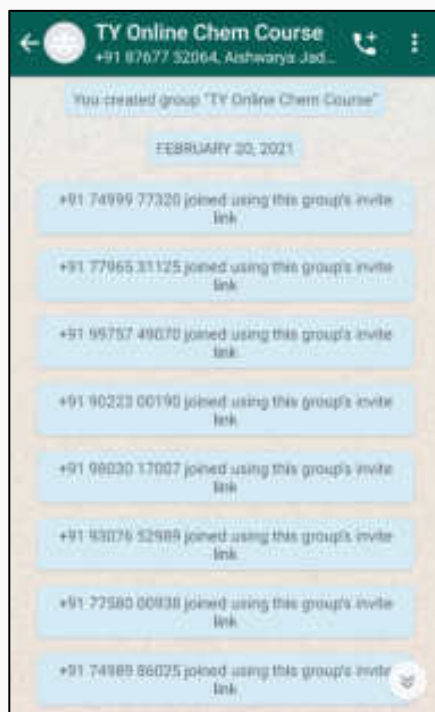 TY Online Chem Course
+91 87677 52064, Aishwarya Jad...
You created group "TY Online Chem Course"
FEBRUARY 20, 2021
+91 74999 77320 joined using this group's invite
link
+91 77965 31125 joined using this group's invite
link
+91 99757 49070 joined using this group's invite
link
+91 90223 00190 joined using this group's invite
link
+91 98030 17007 joined using this group's invite
link
+91 93076 52989 joined using this group's invite
link
+91 77580 00938 joined using this group's invite
link
+91 74989 86025 joined using this group's invite
link